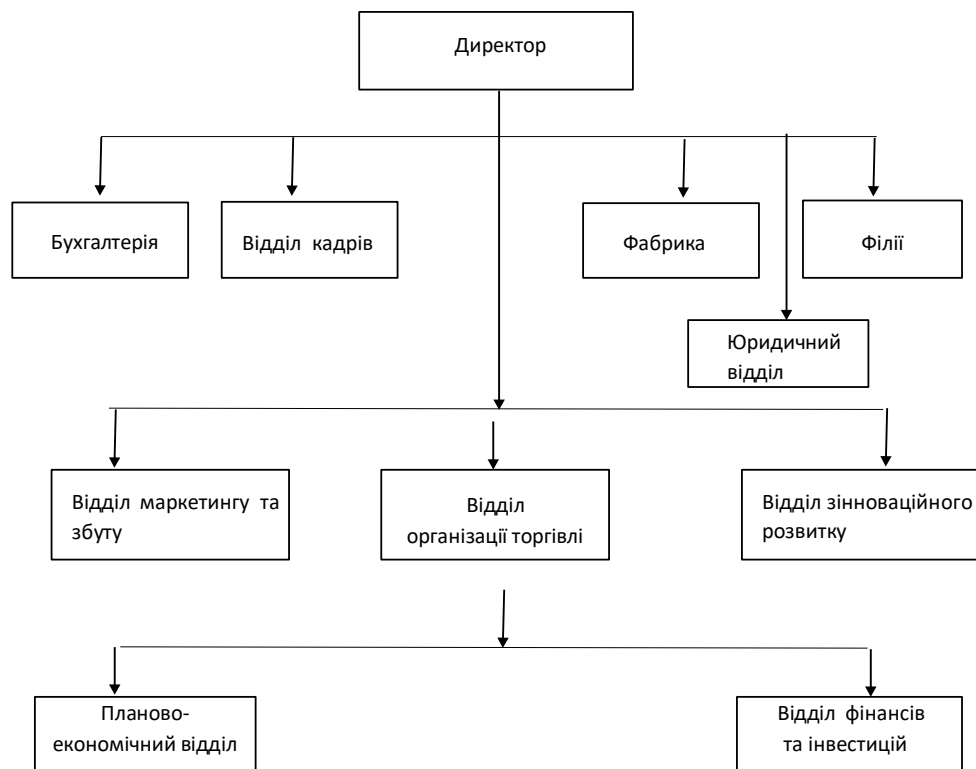 Директор
Бухгалтерія
Відділ кадрів
Фабрика
Філії
Юридичний
відділ
Відділ маркетингу та
збуту
Відділ
організації торгівлі
Відділ зінноваційного
розвитку
Планово-
економічний відділ
Відділ фінансів
та інвестицій